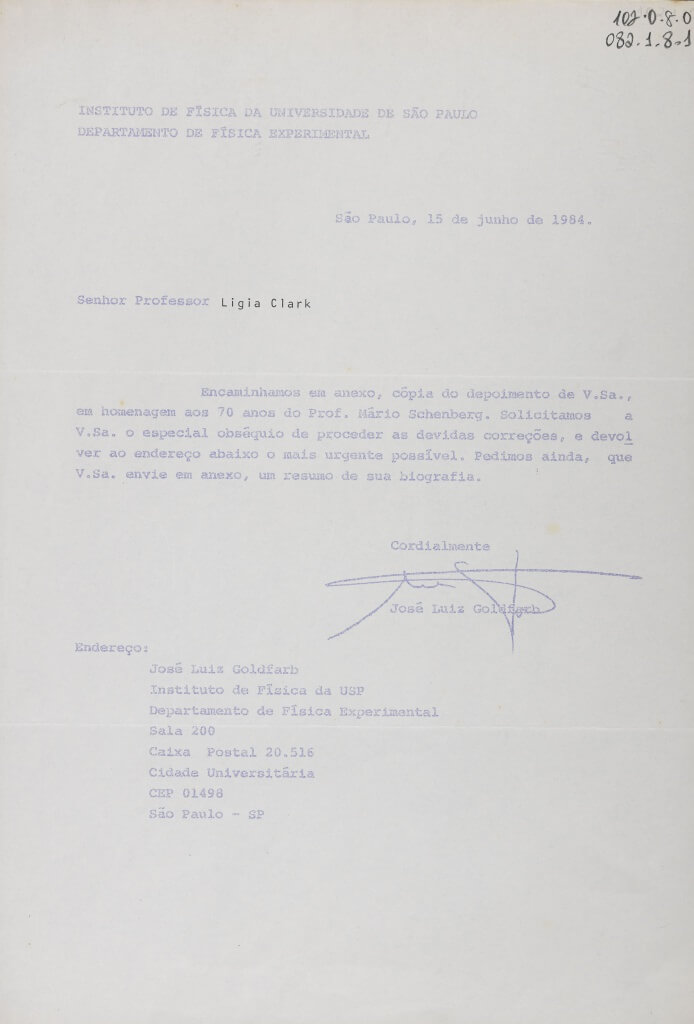 102.0.8.0
082.1.8.1
INSTITUTO DE FÍSICA DA UNIVERSIDADE DE SÃO PAULO
DEPARTAMENTO DE FÍSICA EXPERIMENTAL
São Paulo, 15 de junho de 1984.
Senhor Professor Ligia Clark
Encaminhamos em anexo, cópia do depoimento de V.Sa.,
em homenagem aos 70 anos do Prof. Mário Schenberg. Solicitamos a
V.Sa. o especial obséquio de proceder as devidas correções, e devol
ver ao endereço abaixo o mais urgente possível. Pedimos ainda, que
V.Sa. envie em anexo, um resumo de sua biografia.
Cordialmente
José Luiz Goldfarb
Endereço:
José Luiz Goldfarb
Instituto de Física da USP
Departamento de Física Experimental
Sala 200
Caixa Postal 20.516
Cidade Universitária
CEP 01498
São Paulo - SP